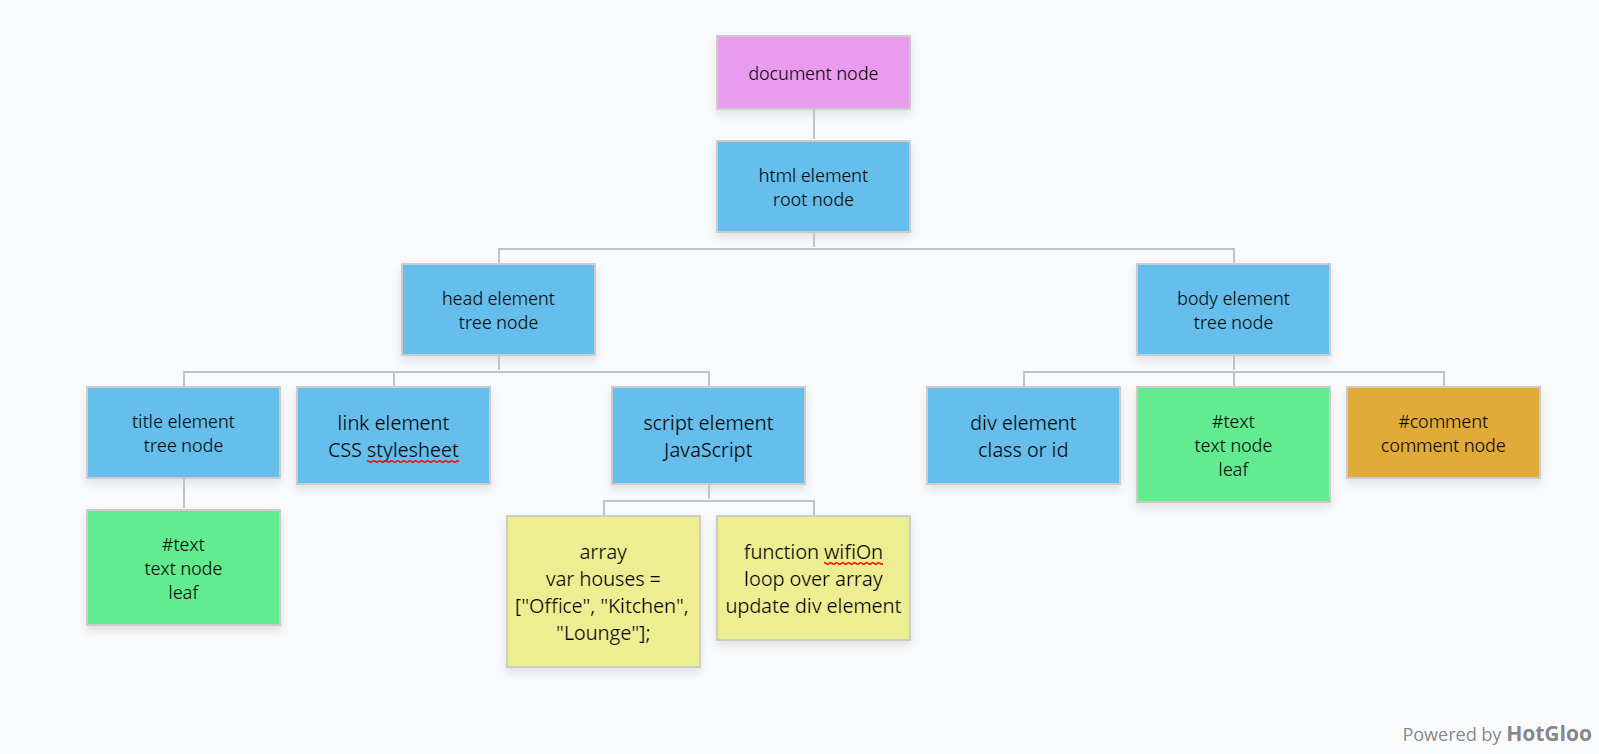 document node
html element
root node
head element
tree node
body element
tree node
title element
tree node
link element
CSS stylesheet
script element
JavaScript
div element
class or id
#text
text node
leaf
#comment
comment node
#text
text node
leaf
array
var houses =
["Office", "Kitchen",
"Lounge"];
function wifiOn
loop over array
update div element
Powered by HotGloo